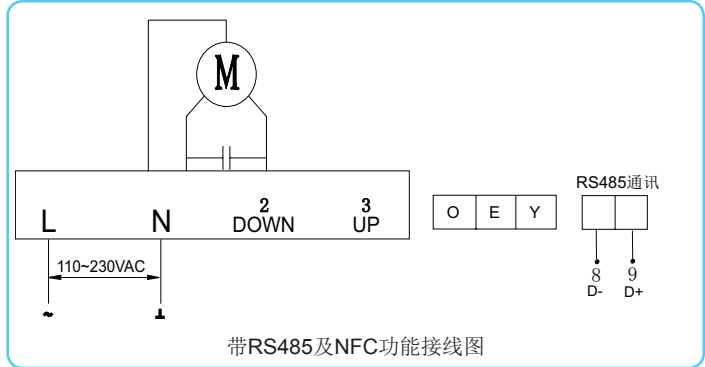 M
RS485通讯
2 3
L N DOWN UP
O E Y
110~230VAC
8 9
D- D+
~
带RS485及NFC功能接线图